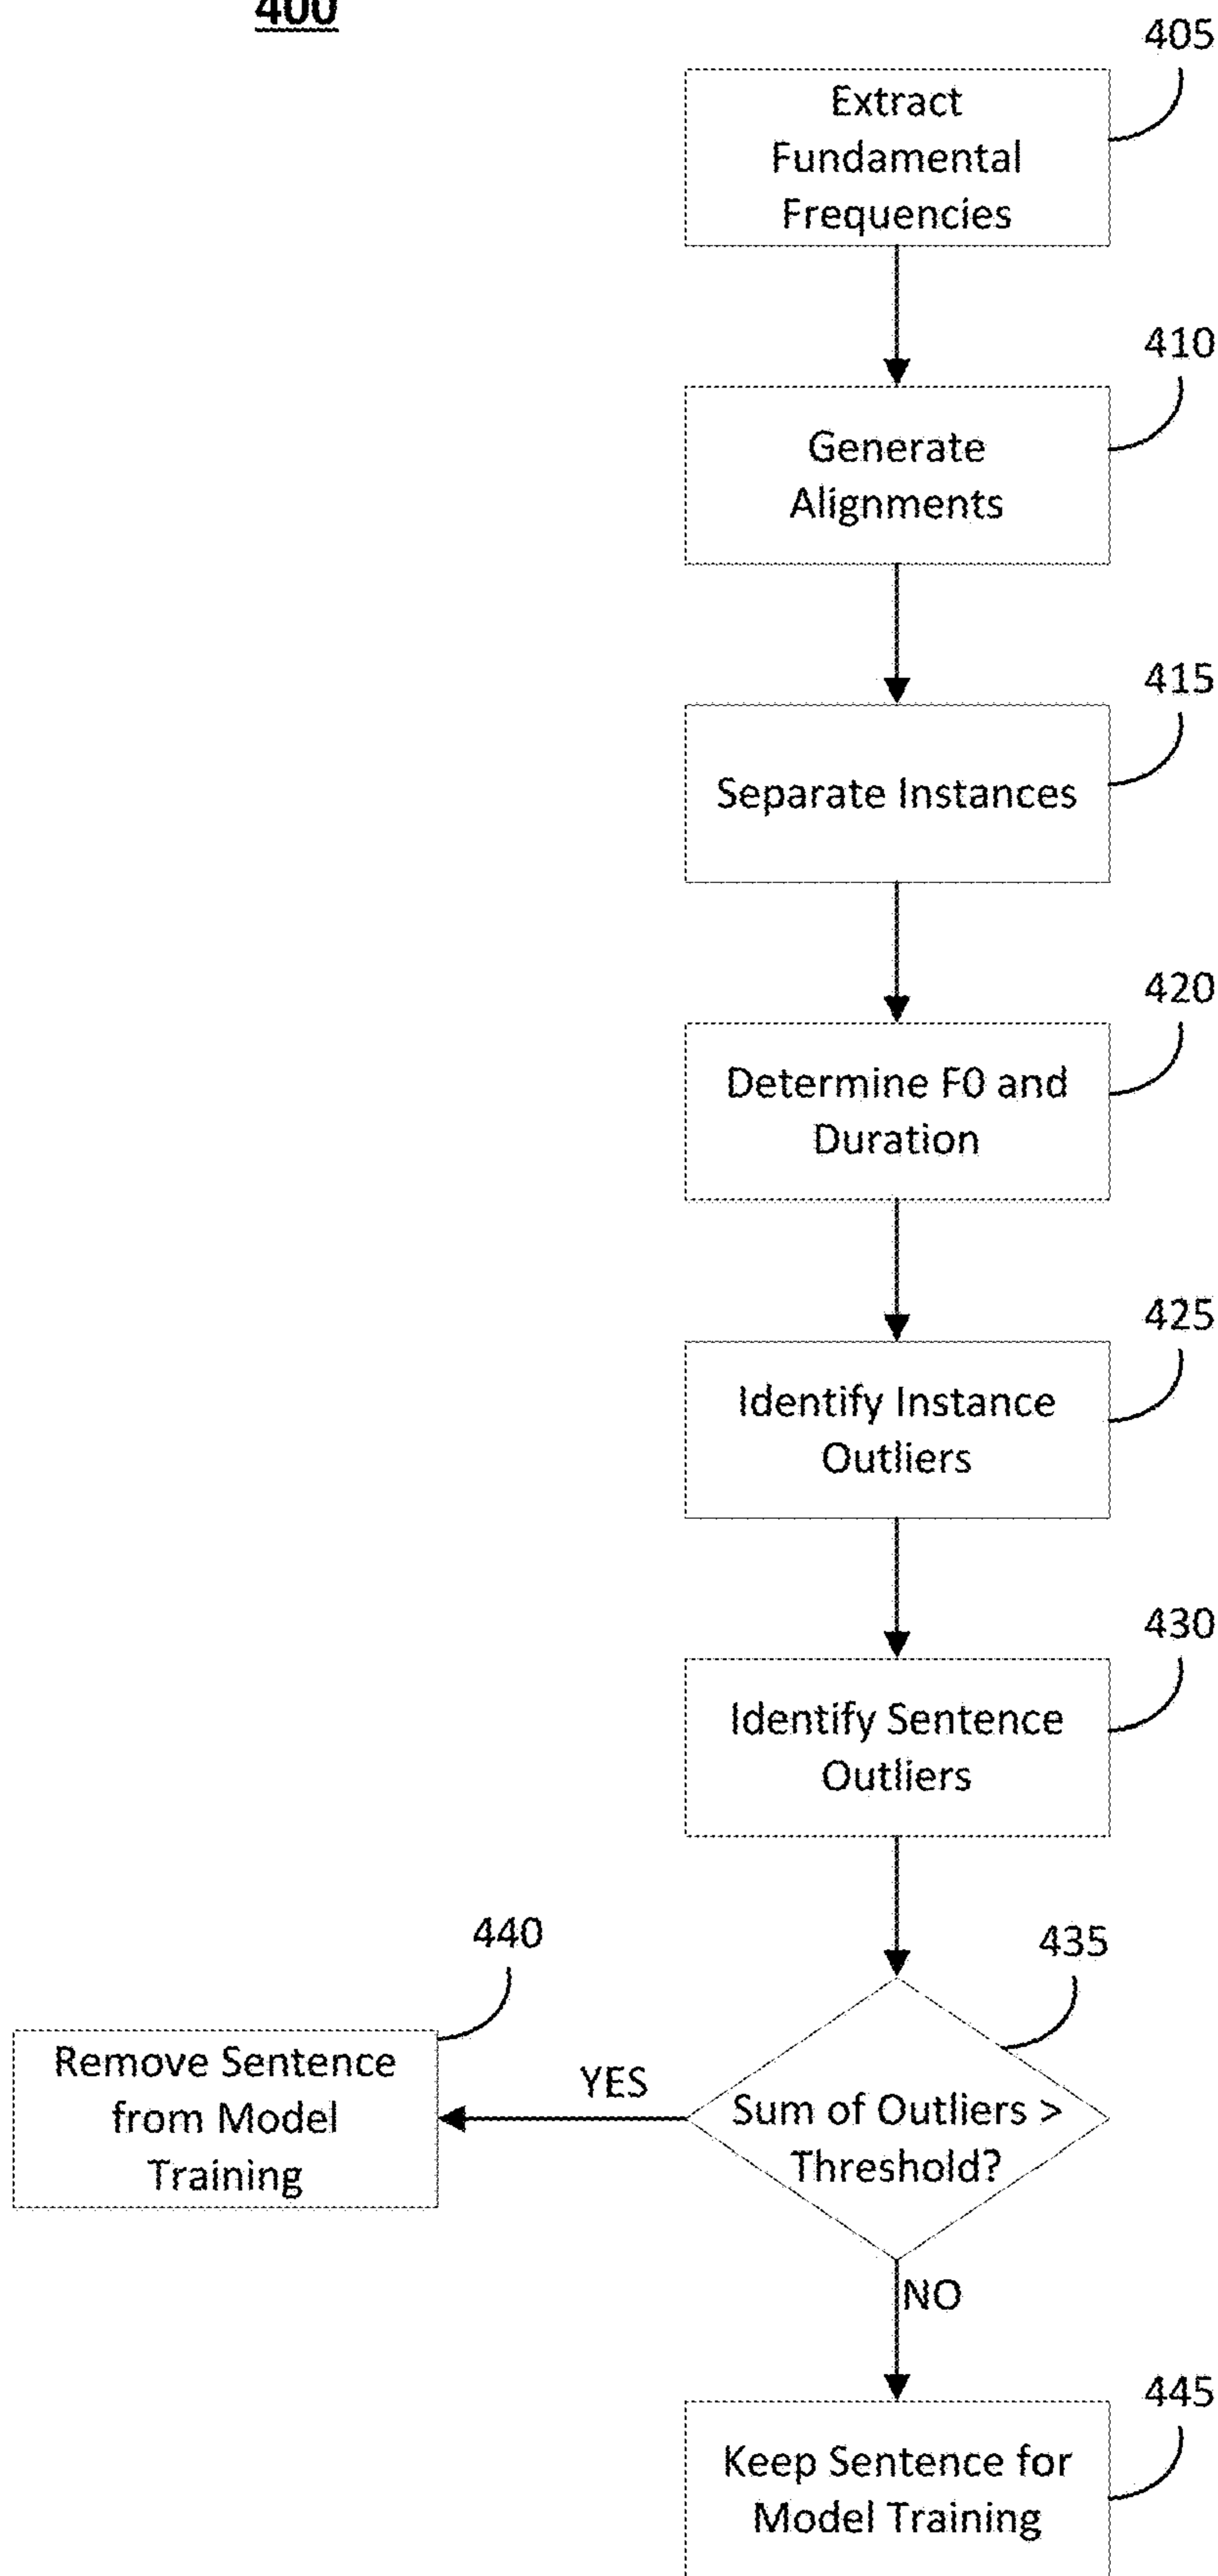 400
405
Extract
Fundamental
Frequencies
410
Generate
Alignments
415
Separate Instances
420
Determine F0 and
Duration
425
Identify Instance
Outliers
430
Identify Sentence
Outliers
435
Sum of Outliers >
Threshold?
YES
440
Remove Sentence
from Model
Training
NO
445
Keep Sentence for
Model Training